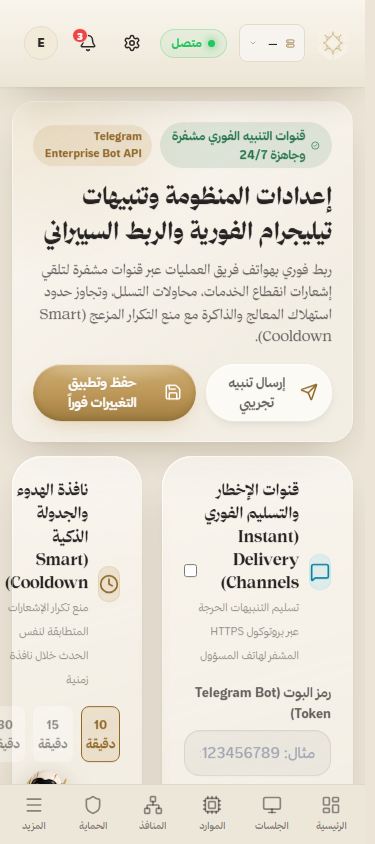 —
متصل
3
E
قنوات التنبيه الفوري مشفرة
وجاهزة 24/7
Telegram
Enterprise Bot API
إعدادات المنظومة وتنبيهات
تيليجرام الفورية والربط السيبراني
ربط فوري بهواتف فريق العمليات عبر قنوات مشفرة لتلقي
إشعارات انقطاع الخدمات، محاولات التسلل، وتجاوز حدود
استهلاك المعالج والذاكرة مع منع التكرار المزعج (Smart
Cooldown).
إرسال تنبيه
تجريبي
حفظ وتطبيق
التغييرات فوراً
قنوات الإخطار
والتسليم الفوري
(Instant
Delivery
Channels)
تسليم التنبيهات الحرجة
عبر بروتوكول HTTPS
المشفر لهاتف المسؤول
رمز البوت (Telegram Bot
Token)
مثال: 123456789
نافذة الهدوء
والجدولة
الذكية
(Smart
Cooldown)
منع تكرار الإشعارات
المتطابقة لنفس
الحدث خلال نافذة
زمنية
10
دقيقة
15
دقيقة
30
دقيقة
الرئيسية
الجلسات
الموارد
المنافذ
الحماية
المزيد